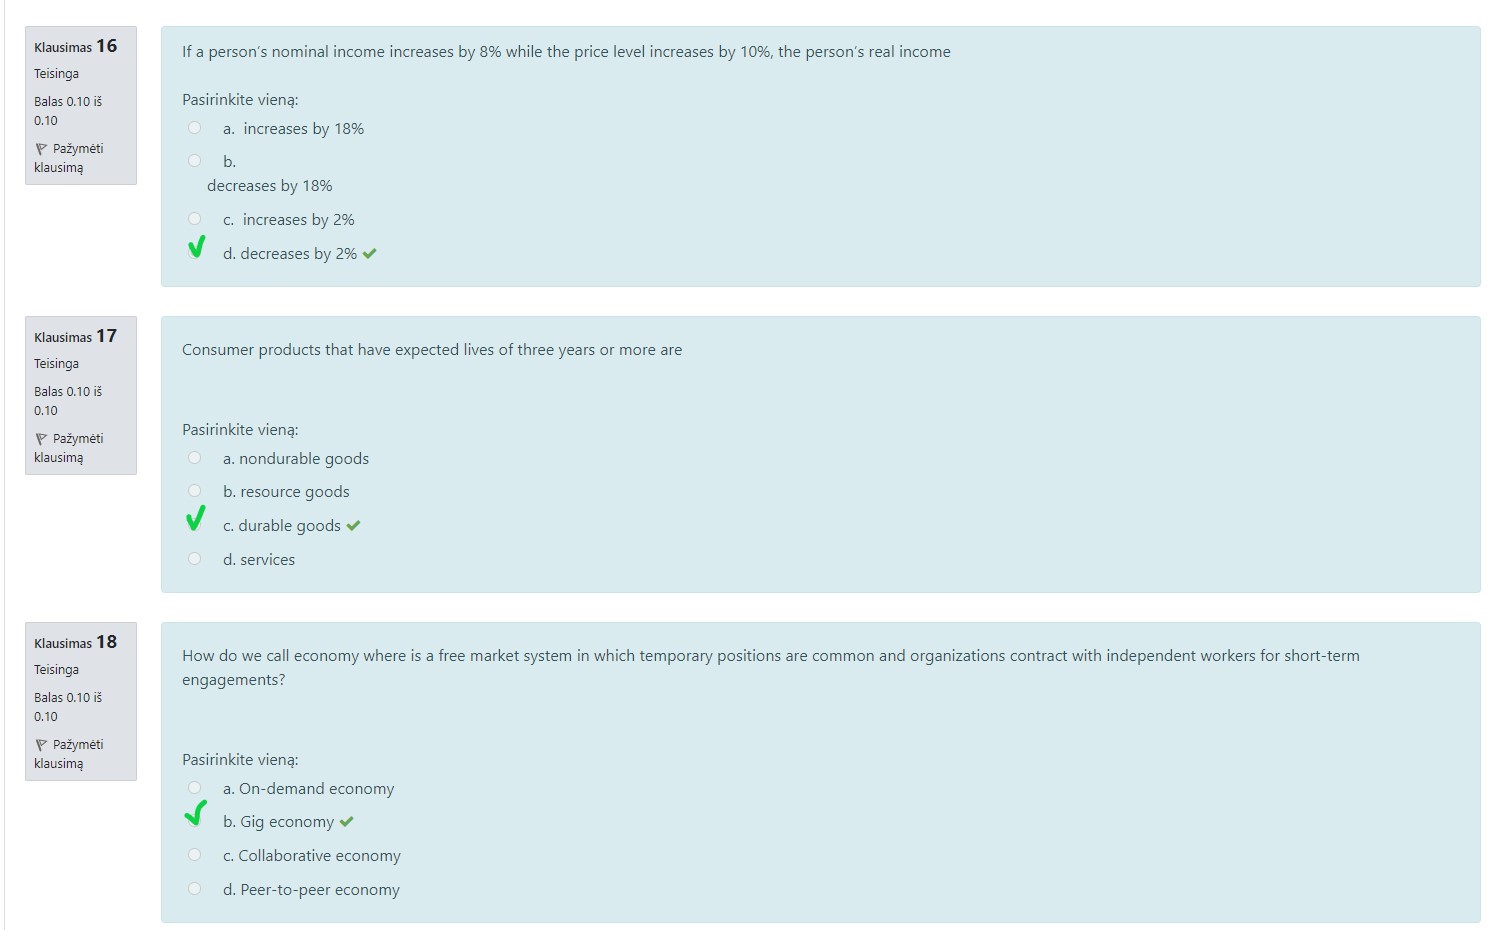 Klausimas 16
Teisinga
Balas 0.10 iš
0.10
Pažymėti
klausimą
If a person's nominal income increases by 8% while the price level increases by 10%, the person's real income
Pasirinkite vieną:
a. increases by 18%
b.
decreases by 18%
c. increases by 2%
d. decreases by 2%
Klausimas 17
Teisinga
Balas 0.10 iš
0.10
Pažymėti
klausimą
Consumer products that have expected lives of three years or more are
Pasirinkite vieną:
a. nondurable goods
b. resource goods
c. durable goods
d. services
Klausimas 18
Teisinga
Balas 0.10 iš
0.10
Pažymėti
klausimą
How do we call economy where is a free market system in which temporary positions are common and organizations contract with independent workers for short-term
engagements?
Pasirinkite vieną:
a. On-demand economy
b. Gig economy
c. Collaborative economy
d. Peer-to-peer economy